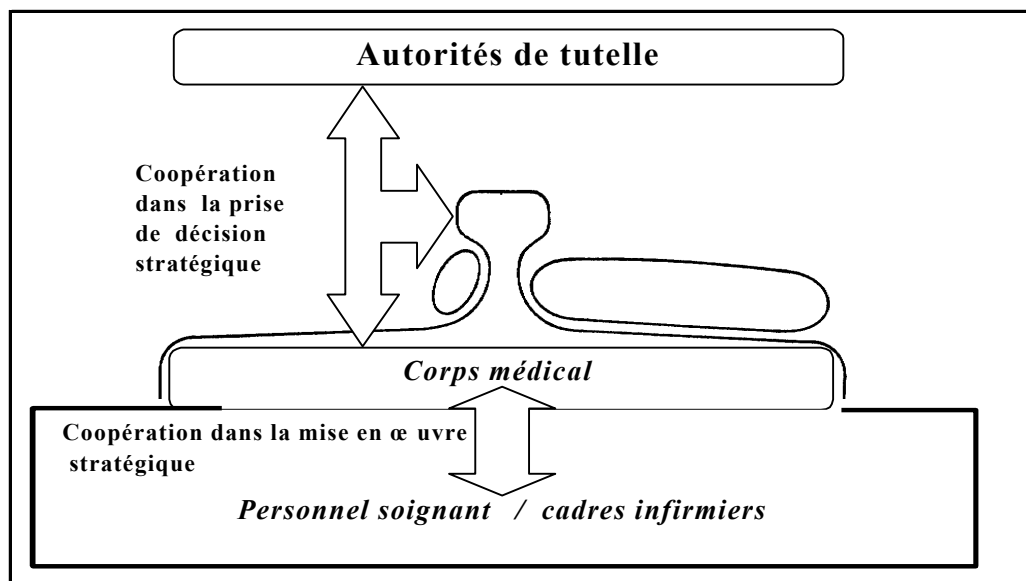 Autorités de tutelle
Coopération
dans la prise
de décision
stratégique
Corps médical
Coopération dans la mise en œ uvre
stratégique
Personnel soignant / cadres infirmiers